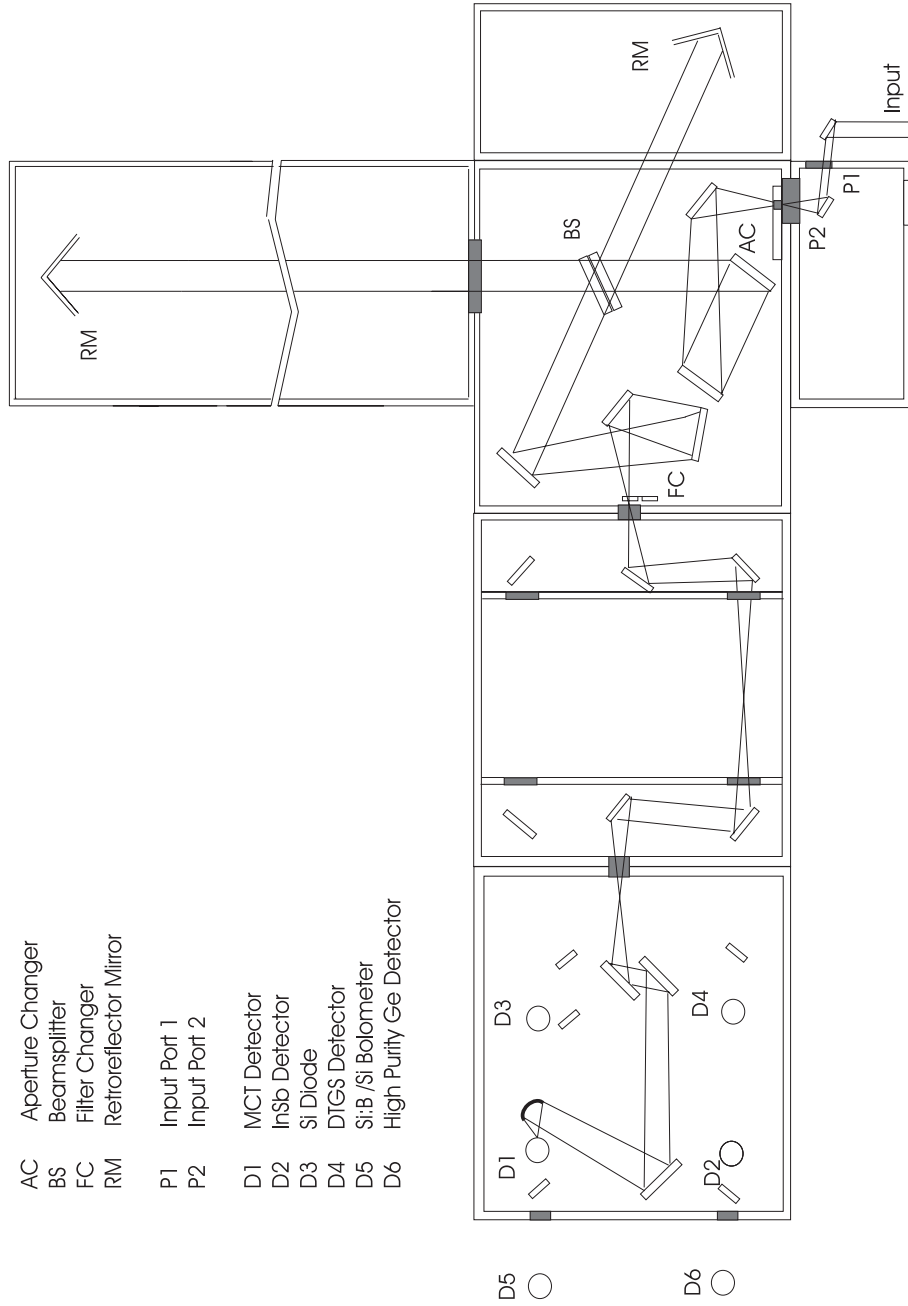 AC Aperture Changer
BS Beamsplitter
FC Filter Changer
RM Retroreflector Mirror
P1 Input Port 1
P2 Input Port 2
D1 MCT Detector
D2 InSb Detector
D3 Si Diode
D4 DTGS Detector
D5 Si:B /Si Bolometer
D6 High Purity Ge Detector
RM
RM
BS
AC
P2
P1
Input
FC
D3
D4
D1
D2
D5
D6